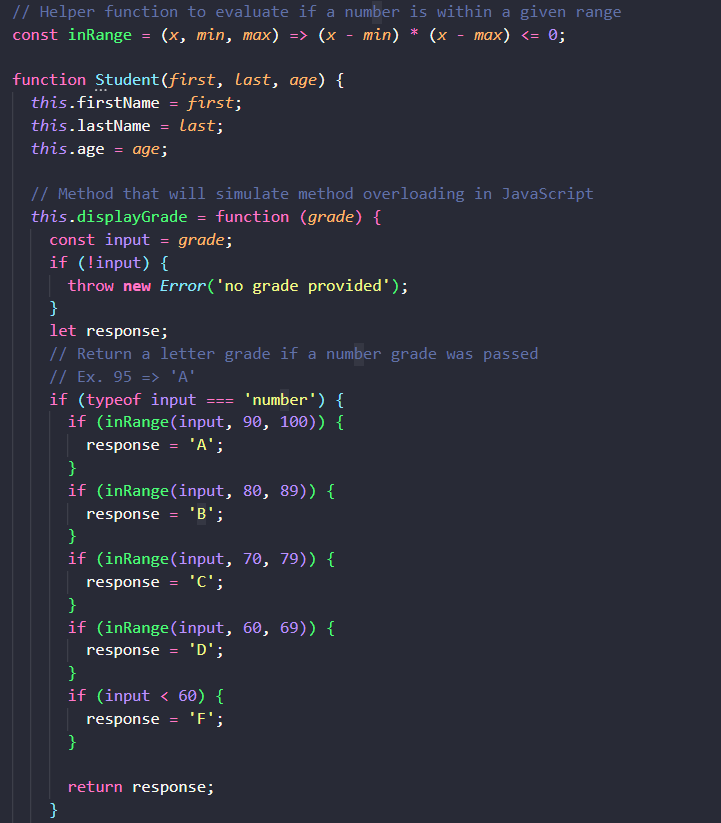 // Helper function to evaluate if a number is within a given range
const inRange = (x, min, max) => (x - min) * (x - max) <= 0;

function Student(first, last, age) {
  this.firstName = first;
  this.lastName = last;
  this.age = age;

  // Method that will simulate method overloading in JavaScript
  this.displayGrade = function (grade) {
    const input = grade;
    if (!input) {
      throw new Error('no grade provided');
    }
    let response;
    // Return a letter grade if a number grade was passed
    // Ex. 95 => 'A'
    if (typeof input === 'number') {
      if (inRange(input, 90, 100)) {
        response = 'A';
      }
      if (inRange(input, 80, 89)) {
        response = 'B';
      }
      if (inRange(input, 70, 79)) {
        response = 'C';
      }
      if (inRange(input, 60, 69)) {
        response = 'D';
      }
      if (input < 60) {
        response = 'F';
      }

      return response;
    }